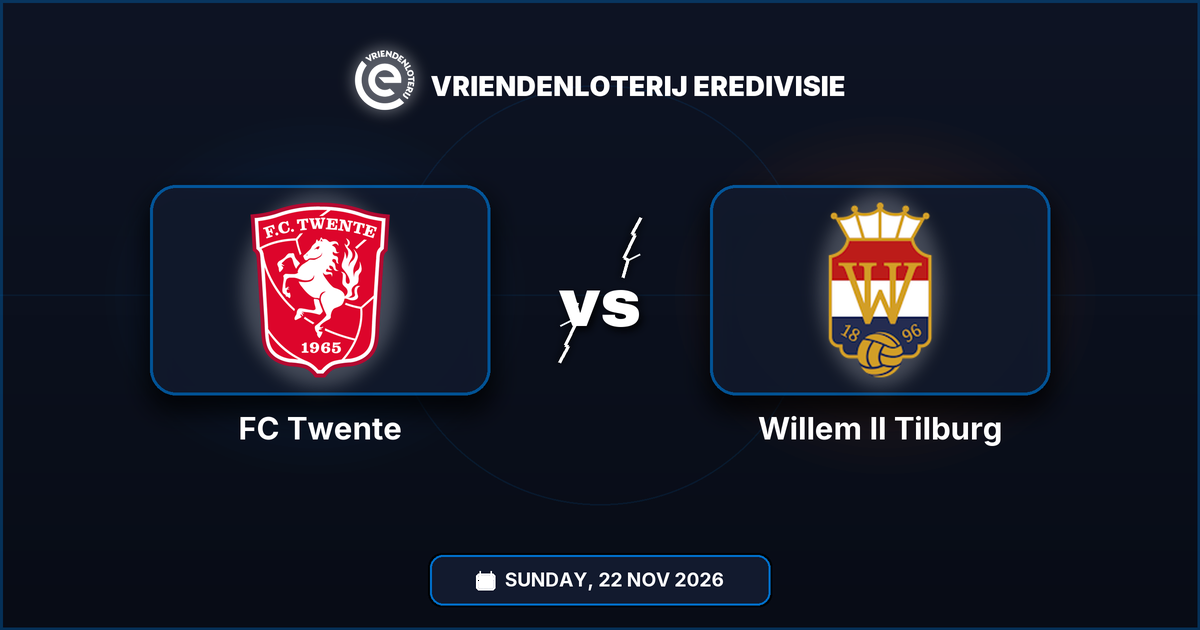 VRIENDENLOTERIJ
VRIENDENLOTERIJ EREDIVISIE
F.C. TWENTE
1965
W
18 96
vs
FC Twente
Willem II Tilburg
SUNDAY, 22 NOV 2026